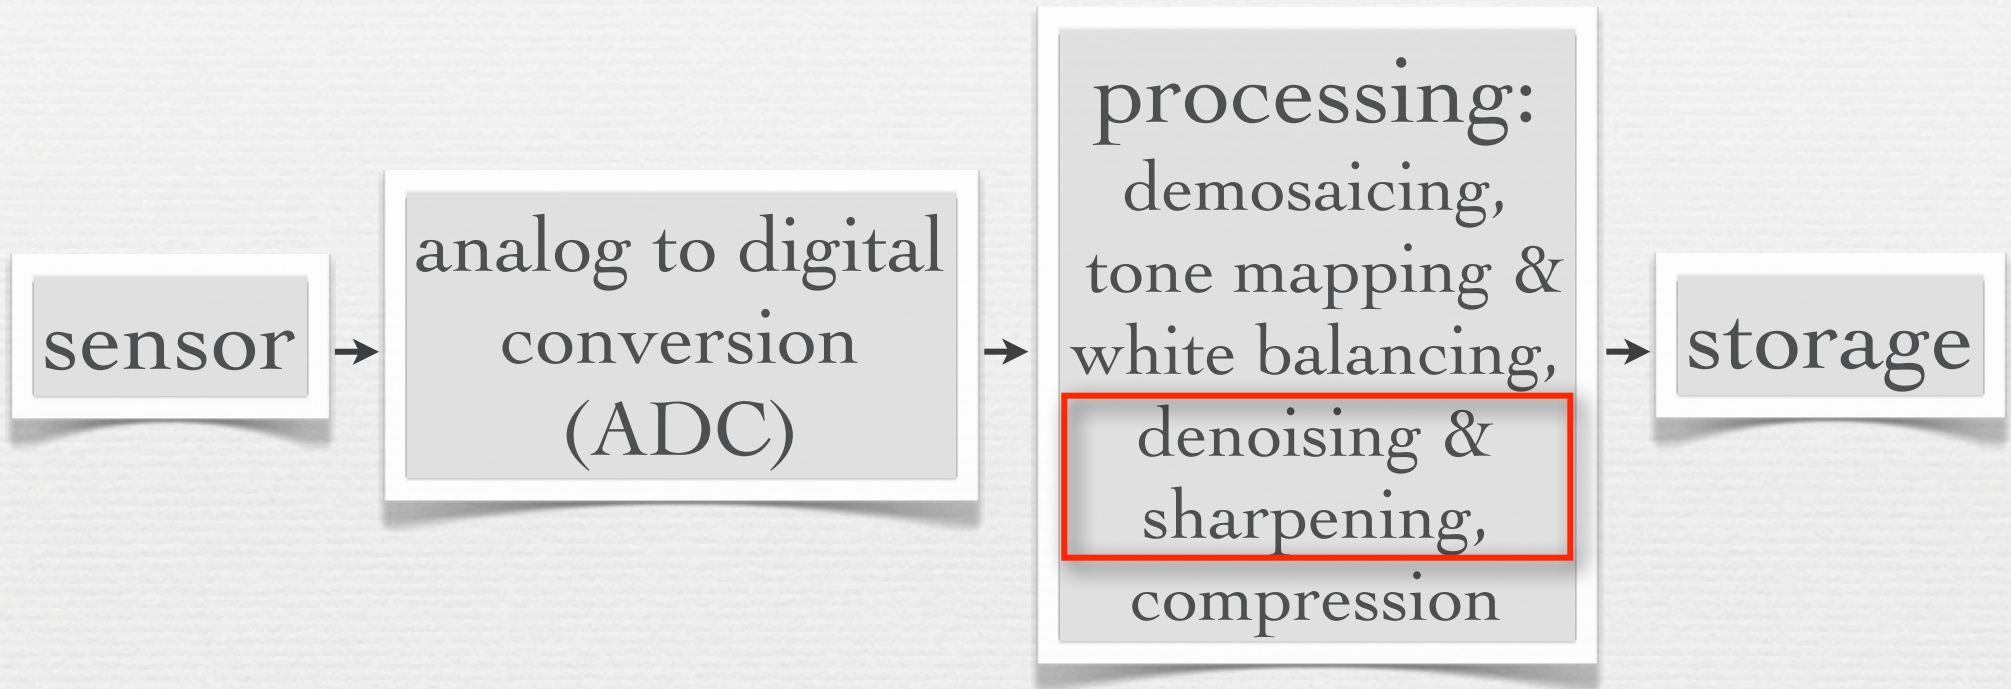 sensor
analog to digital
conversion
(ADC)
processing:
demosaicing,
tone mapping &
white balancing,
denoising &
sharpening,
compression
storage